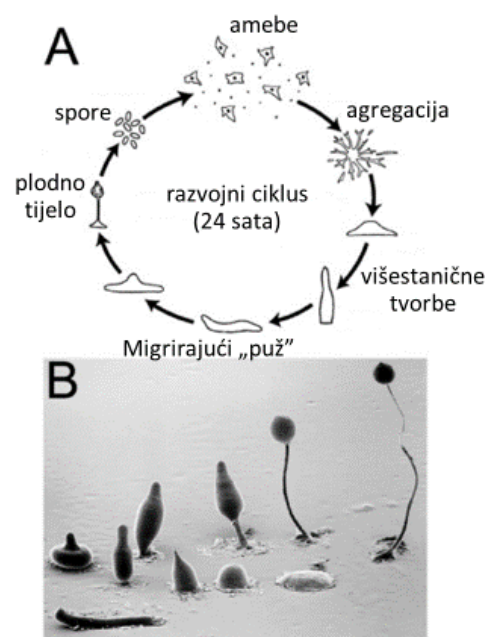 A
amebe
spore
agregacija
plodno
tijelo
razvojni ciklus
(24 sata)
višestanične
tvorbe
Migrirajući „puž”
B